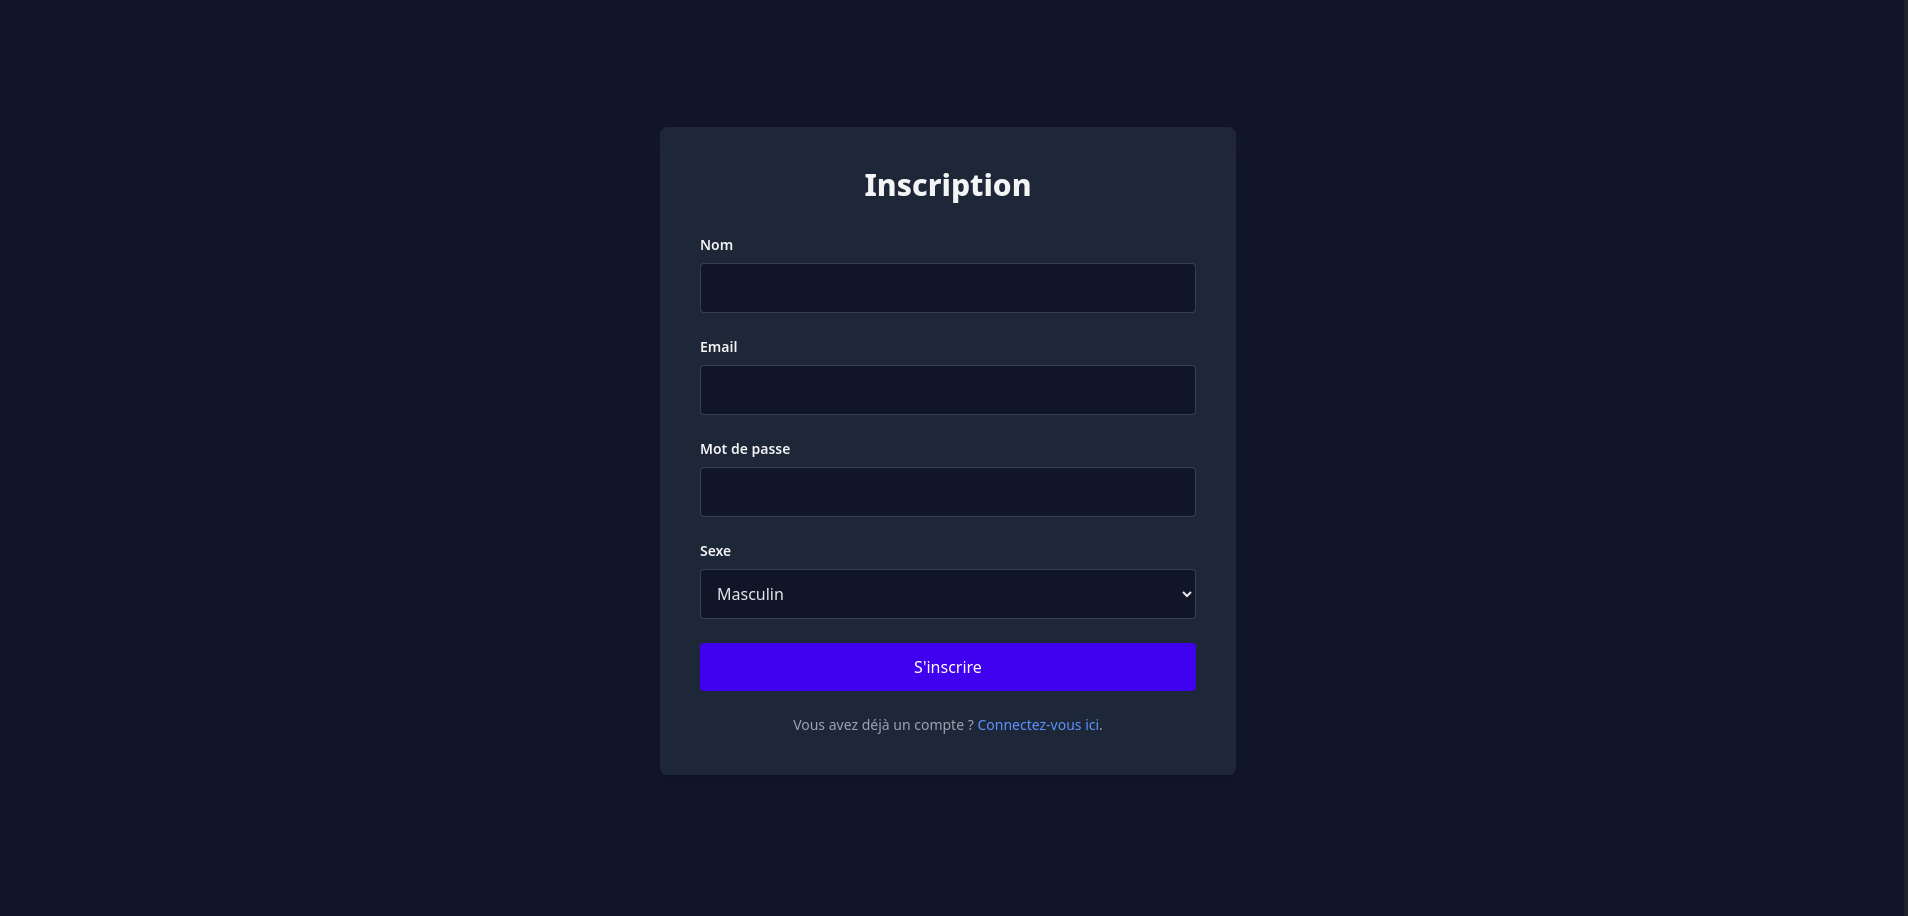 Inscription
Nom
Email
Mot de passe
Sexe
Masculin
S'inscrire
Vous avez déjà un compte ? Connectez-vous ici.